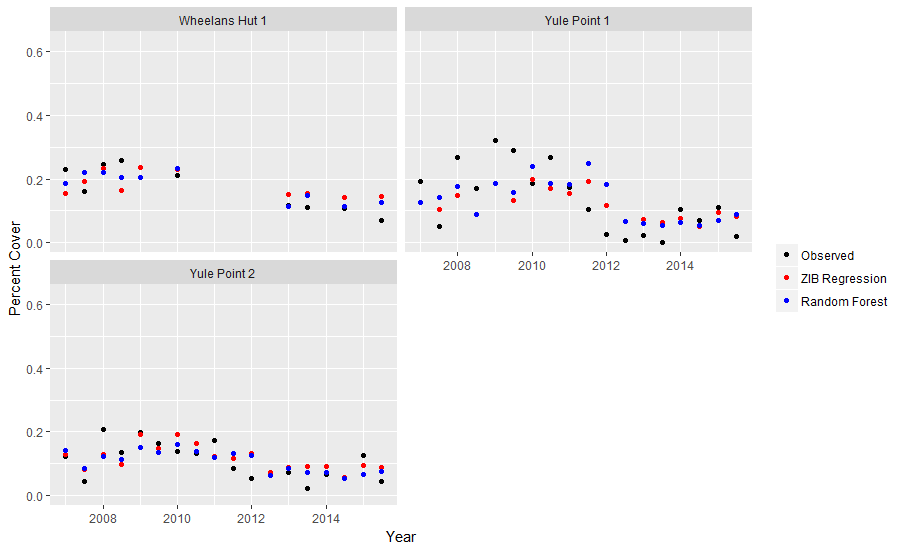 Wheelans Hut 1
Yule Point 1
0.6
0.4
0.2
0.0
2008 2010 2012 2014
Yule Point 2
0.6
0.4
0.2
0.0
2008 2010 2012 2014
Percent Cover
Year
Observed
ZIB Regression
Random Forest